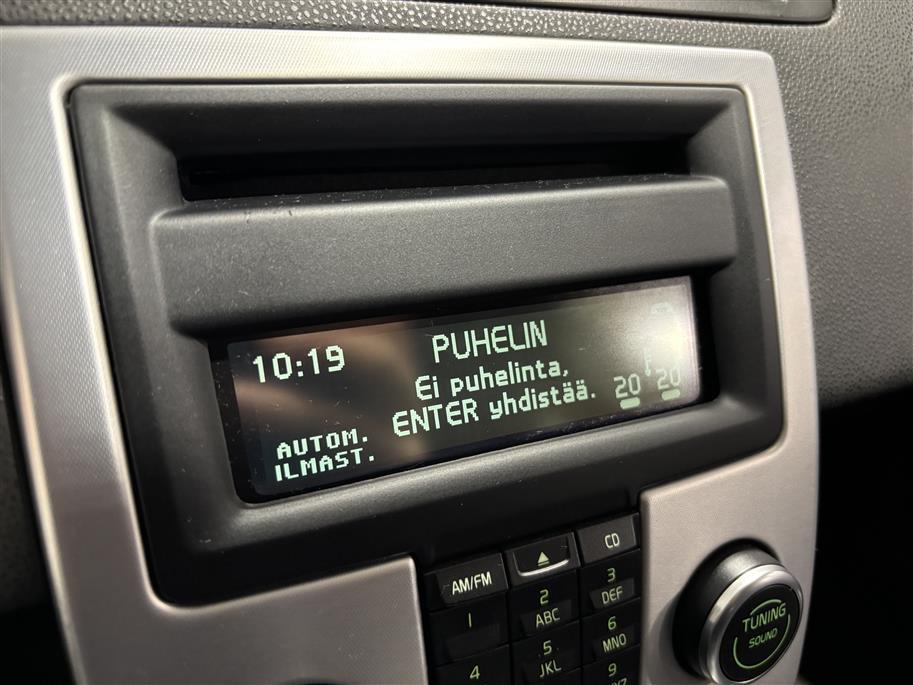 10:19
PUHELIN
Ei puhelinta,
ENTER yhdistää.
20 20
AUTOM.
ILMAST.
AM/FM
CD
1
2
ABC
3
DEF
4
5
JKL
6
MNO
9
TUNING
SOUND